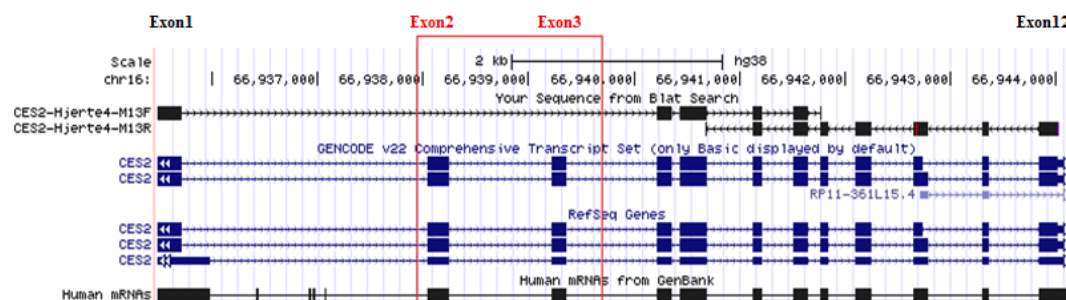 Exon1 Exon2 Exon3 Exon12
Scale 2 kb hg38
chr16: 66,937,000 66,938,000 66,939,000 66,940,000 66,941,000 66,942,000 66,943,000 66,944,000
Your Sequence from Blat Search
CES2-Hjerte4-M13F
CES2-Hjerte4-M13R
GENCODE v22 Comprehensive Transcript Set (only Basic displayed by default)
CES2
CES2
RP11-361L15.4
RefSeq Genes
CES2
CES2
CES2
Human mRNAs from GenBank
Human mRNAs